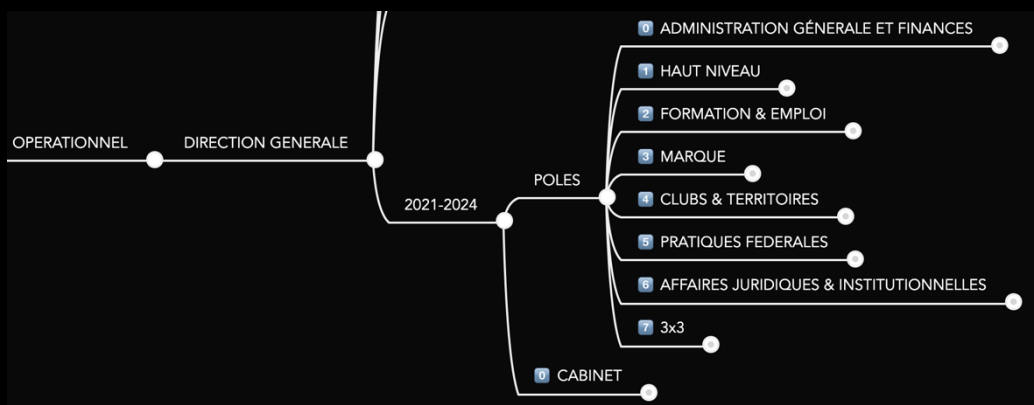 0 ADMINISTRATION GÉNERALE ET FINANCES
1 HAUT NIVEAU
2 FORMATION & EMPLOI
OPERATIONNEL
DIRECTION GENERALE
3 MARQUE
POLES
2021-2024
4 CLUBS & TERRITOIRES
5 PRATIQUES FEDERALES
6 AFFAIRES JURIDIQUES & INSTITUTIONNELLES
7 3x3
0 CABINET